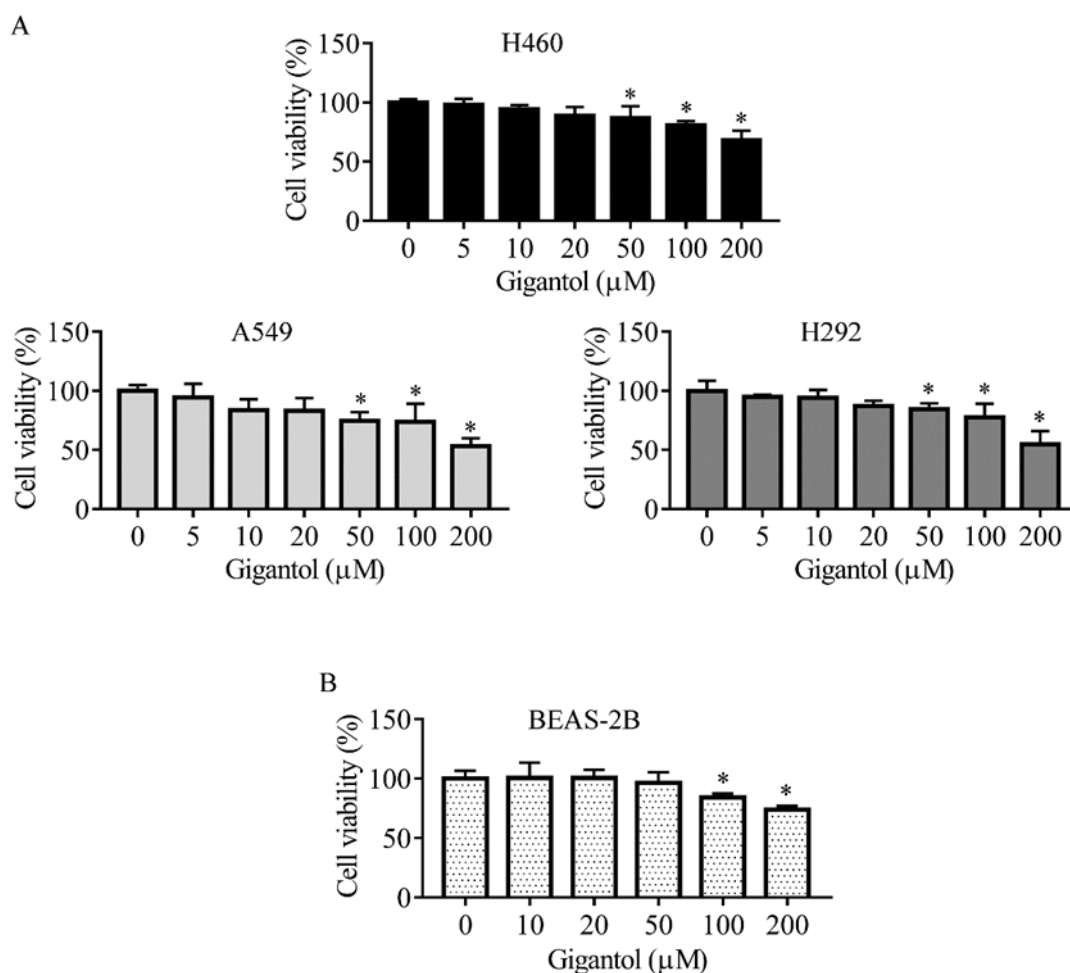 A
H460
Cell viability (%)
150
100
50
0
* * *
0 5 10 20 50 100 200
Gigantol (μM)
A549
Cell viability (%)
150
100
50
0
* * *
0 5 10 20 50 100 200
Gigantol (μM)
H292
Cell viability (%)
150
100
50
0
* * *
0 5 10 20 50 100 200
Gigantol (μM)
B
BEAS-2B
Cell viability (%)
150
100
50
0
* *
0 10 20 50 100 200
Gigantol (μM)